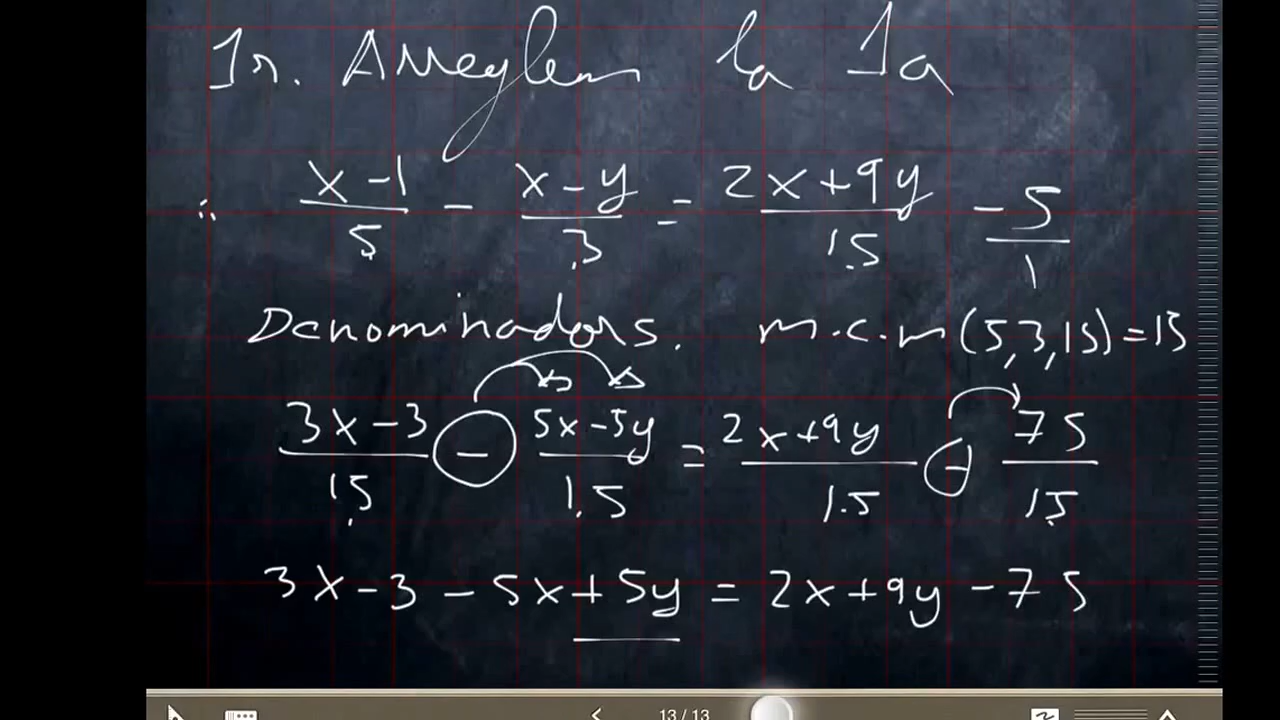 1r. Arreglem la 1a
x-1/5 - x-y/3 = 2x+9y/15 - 5/1
Denominadors. m.c.m(5,3,15)=15
3x-3/15 - 5x-5y/15 = 2x+9y/15 - 75/15
3x-3-5x+5y=2x+9y-75
13/13